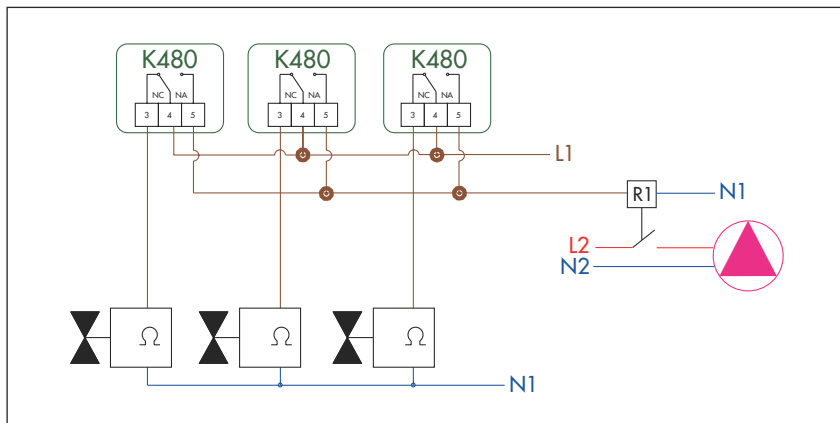 K480 K480 K480
NC NA NC NA NC NA
3 4 5 3 4 5 3 4 5
L1
R1 N1
L2
N2
Ω Ω Ω
N1